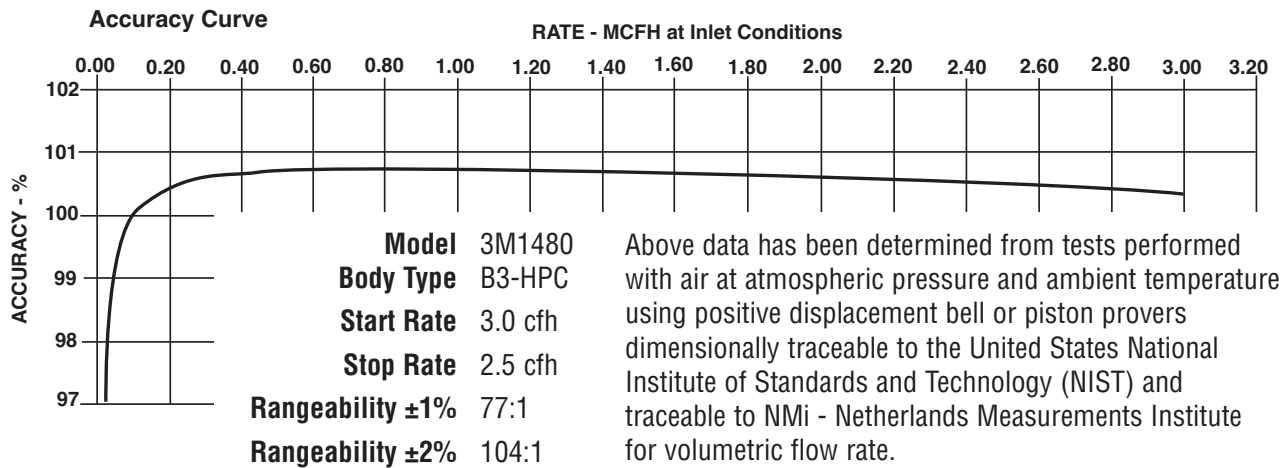 Accuracy Curve
RATE - MCFH at Inlet Conditions
0.00 0.20 0.40 0.60 0.80 1.00 1.20 1.40 1.60 1.80 2.00 2.20 2.40 2.60 2.80 3.00 3.20
102
101
100
99
98
97
ACCURACY - %
Model 3M1480
Body Type B3-HPC
Start Rate 3.0 cfh
Stop Rate 2.5 cfh
Rangeability ±1% 77:1
Rangeability ±2% 104:1
Above data has been determined from tests performed
with air at atmospheric pressure and ambient temperature
using positive displacement bell or piston provers
dimensionally traceable to the United States National
Institute of Standards and Technology (NIST) and
traceable to NMi - Netherlands Measurements Institute
for volumetric flow rate.